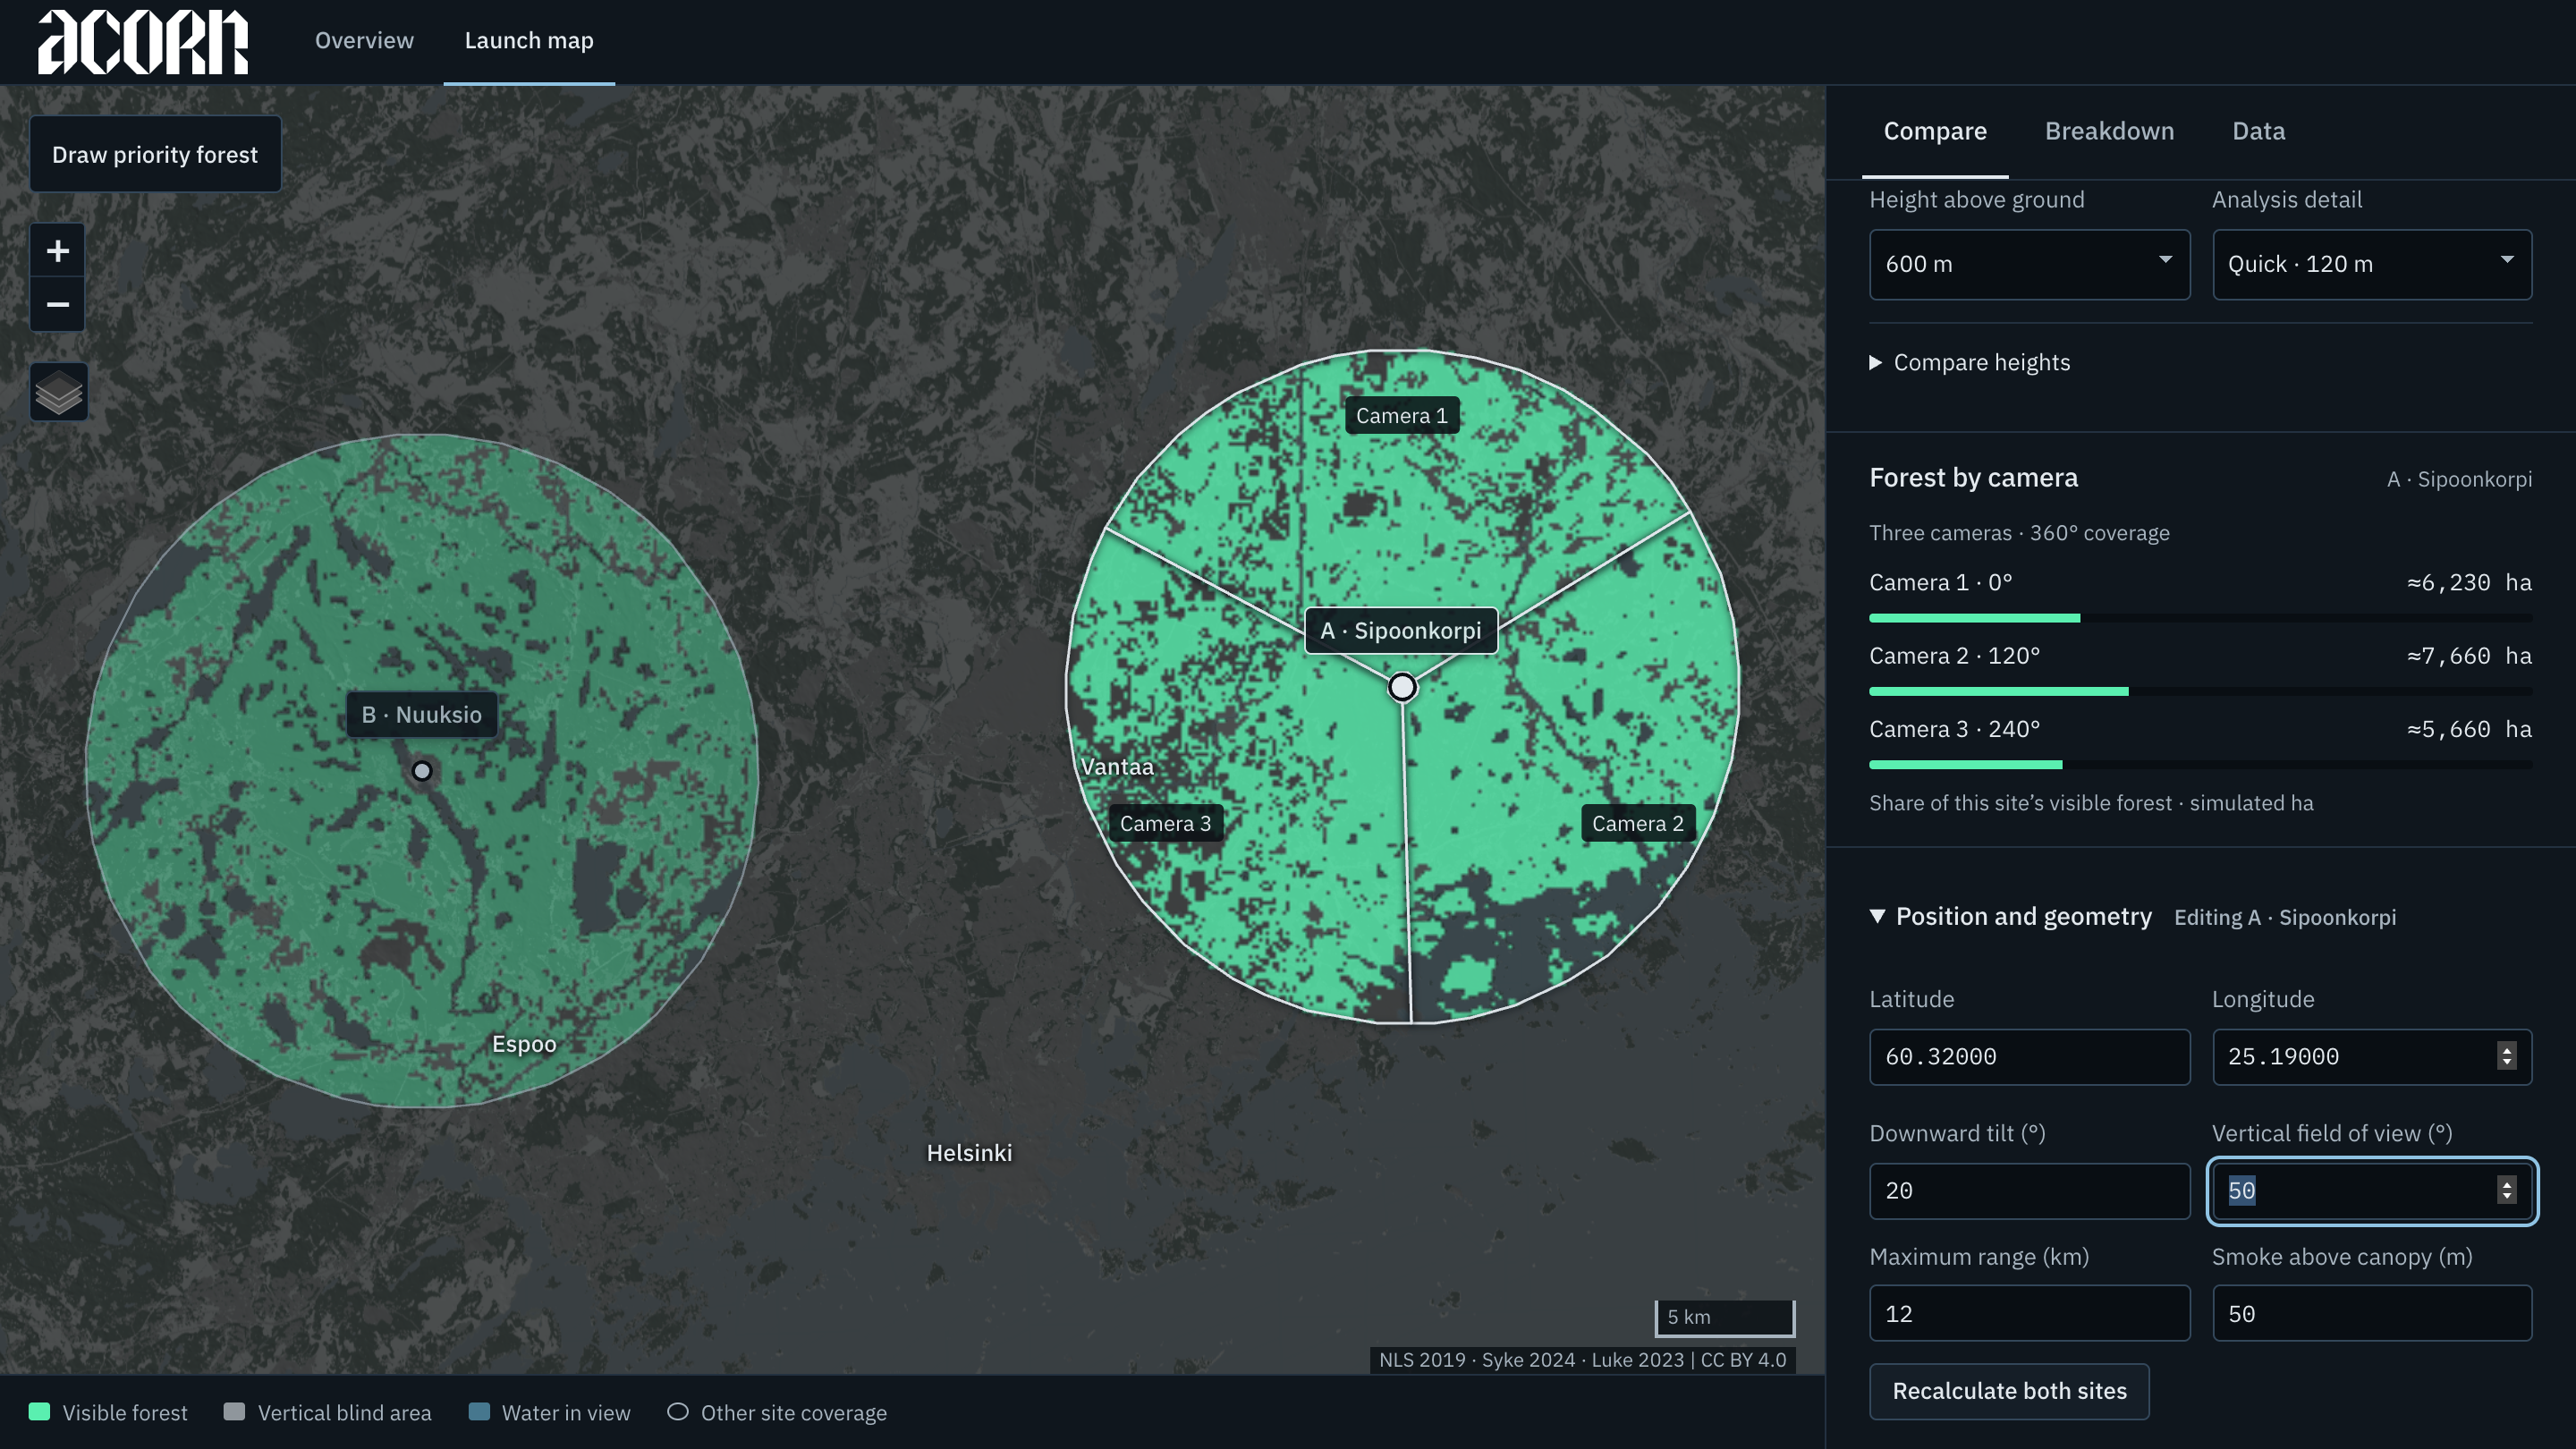 acorn
Overview
Launch map
Draw priority forest
+
−
Camera 1
A · Sipoonkorpi
B · Nuuksio
Vantaa
Camera 3
Camera 2
Espoo
Helsinki
5 km
NLS 2019 · Syke 2024 · Luke 2023 | CC BY 4.0
Visible forest
Vertical blind area
Water in view
Other site coverage
Compare
Breakdown
Data
Height above ground
Analysis detail
600 m
Quick · 120 m
Compare heights
Forest by camera
A · Sipoonkorpi
Three cameras · 360° coverage
Camera 1 · 0°
≈6,230 ha
Camera 2 · 120°
≈7,660 ha
Camera 3 · 240°
≈5,660 ha
Share of this site’s visible forest · simulated ha
Position and geometry
Editing A · Sipoonkorpi
Latitude
Longitude
60.32000
25.19000
Downward tilt (°)
Vertical field of view (°)
20
50
Maximum range (km)
Smoke above canopy (m)
12
50
Recalculate both sites